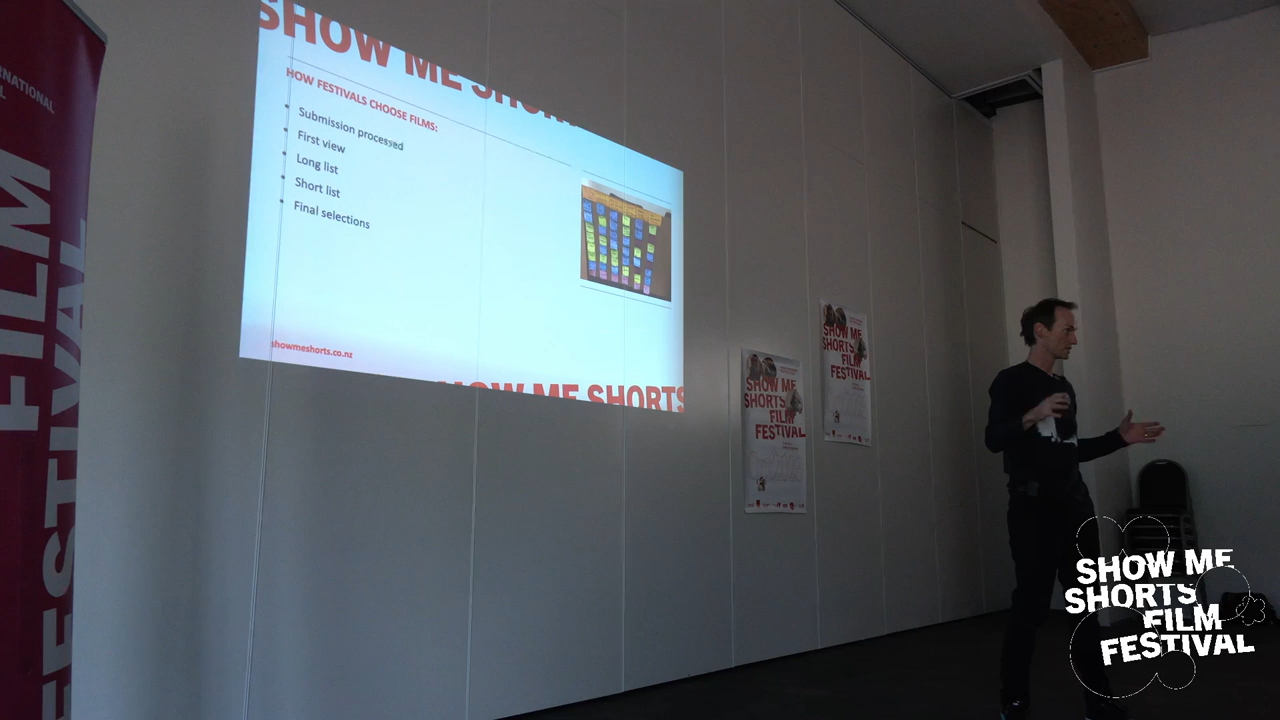 RNATIONAL
L
FILM
FESTIVAL
SHOW ME SHORTS
HOW FESTIVALS CHOOSE FILMS:
Submission processed
First view
Long list
Short list
Final selections
showmeshorts.co.nz
SHOW ME SHORTS
SHOW ME
SHORTS
FILM
FESTIVAL
SHOW ME
SHORTS
FILM
FESTIVAL
SHOW ME
SHORTS
FILM
FESTIVAL